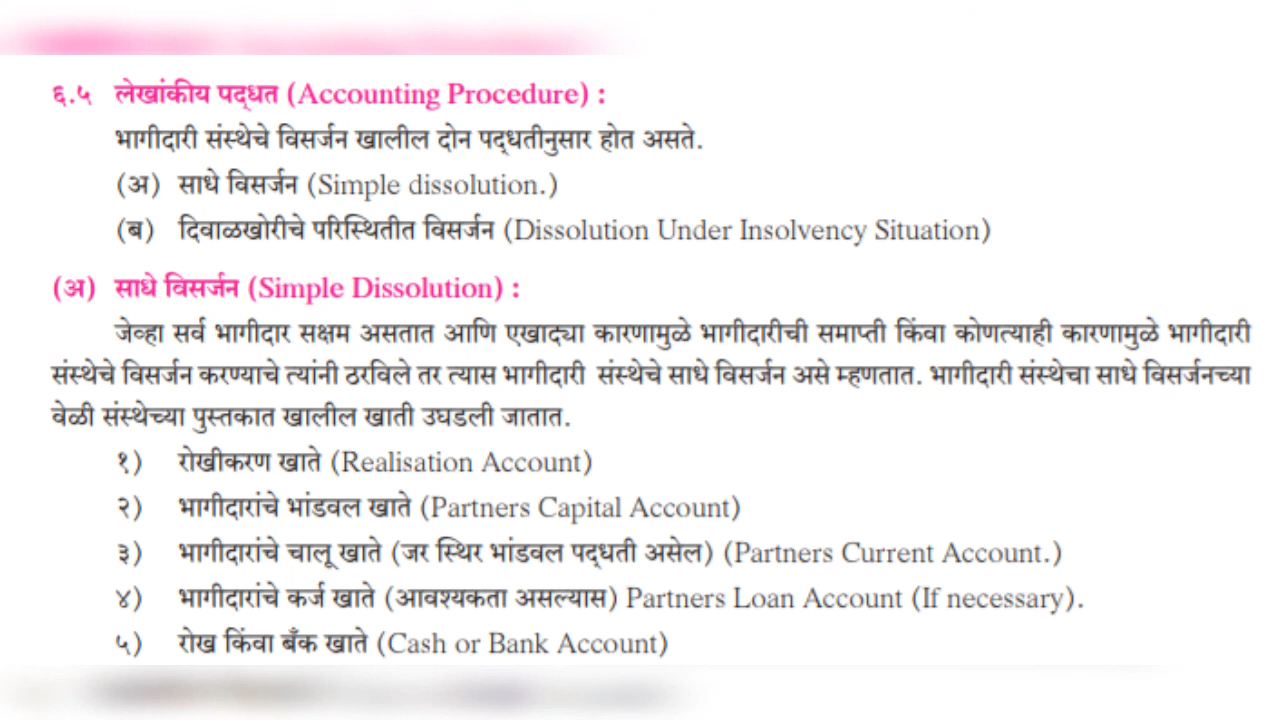 ६.५ लेखांकीय पद्धत (Accounting Procedure) :
भागीदारी संस्थेचे विसर्जन खालील दोन पद्धतीनुसार होत असते.
(अ) साधे विसर्जन (Simple dissolution.)
(ब) दिवाळखोरीचे परिस्थितीत विसर्जन (Dissolution Under Insolvency Situation)
(अ) साधे विसर्जन (Simple Dissolution) :
जेव्हा सर्व भागीदार सक्षम असतात आणि एखाद्या कारणामुळे भागीदारीची समाप्ती किंवा कोणत्याही कारणामुळे भागीदारी
संस्थेचे विसर्जन करण्याचे त्यांनी ठरविले तर त्यास भागीदारी संस्थेचे साधे विसर्जन असे म्हणतात. भागीदारी संस्थेचा साधे विसर्जनच्या
वेळी संस्थेच्या पुस्तकात खालील खाती उघडली जातात.
१) रोखीकरण खाते (Realisation Account)
२) भागीदारांचे भांडवल खाते (Partners Capital Account)
३) भागीदारांचे चालू खाते (जर स्थिर भांडवल पद्धती असेल) (Partners Current Account.)
४) भागीदारांचे कर्ज खाते (आवश्यकता असल्यास) Partners Loan Account (If necessary).
५) रोख किंवा बँक खाते (Cash or Bank Account)